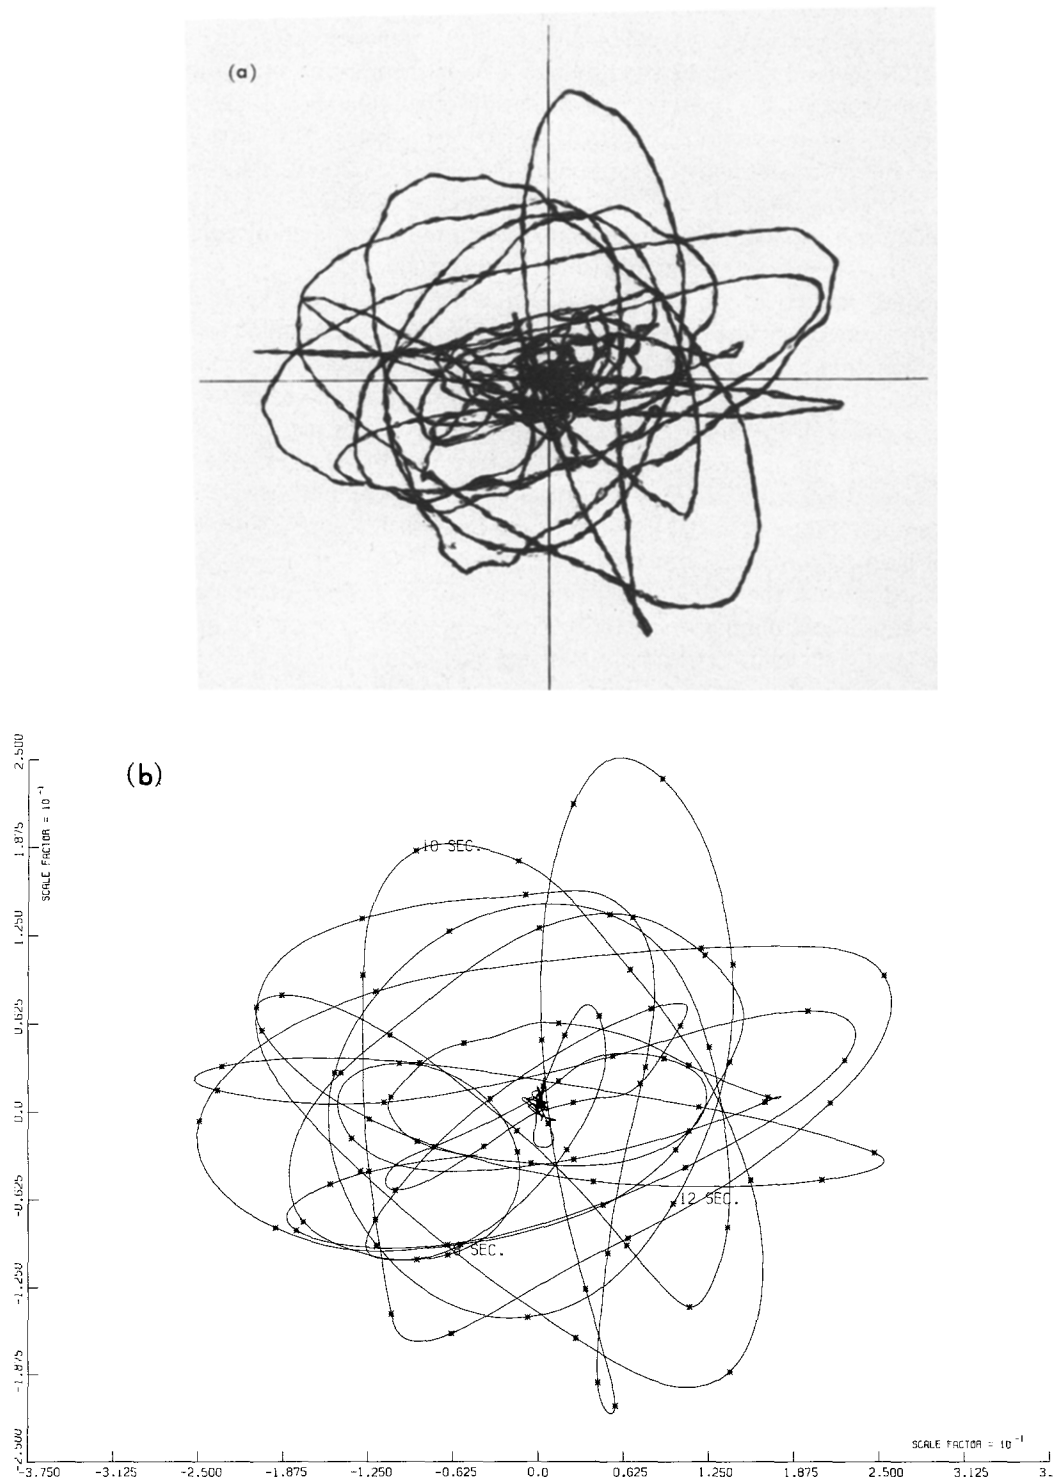 (a)
(b)
2.500
1.875
1.250
0.625
0.0
-0.625
-1.250
-1.875
-2.500
SCALE FACTOR = 10⁻¹
10 SEC.
12 SEC.
SEC.
SCALE FACTOR = 10⁻¹
-3.750 -3.125 -2.500 -1.875 -1.250 -0.625 0.0 0.625 1.250 1.875 2.500 3.125